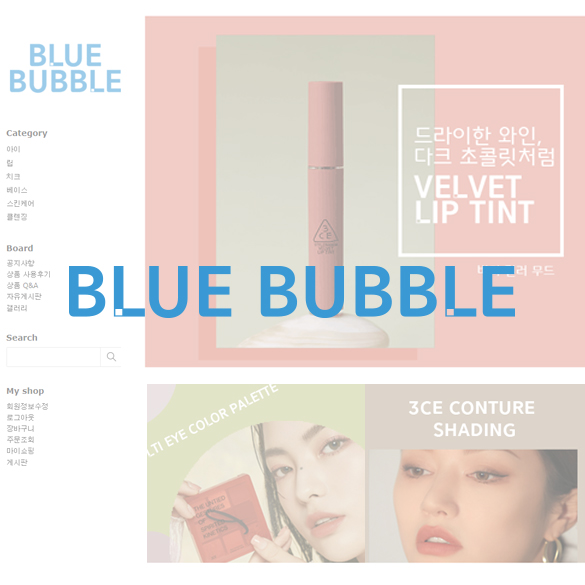 BLUE
BUBBLE
Category
아이
립
치크
베이스
스킨케어
클렌징
Board
공지사항
상품 사용후기
상품 Q&A
자유게시판
갤러리
Search
My shop
회원정보수정
로그아웃
장바구니
주문조회
마이쇼핑
게시판
드라이한 와인,
다크 초콜릿처럼
VELVET
LIP TINT
무드
3CE
BLUE BUBBLE
LTI EYE COLOR PALETTE
3CE CONTURE
SHADING